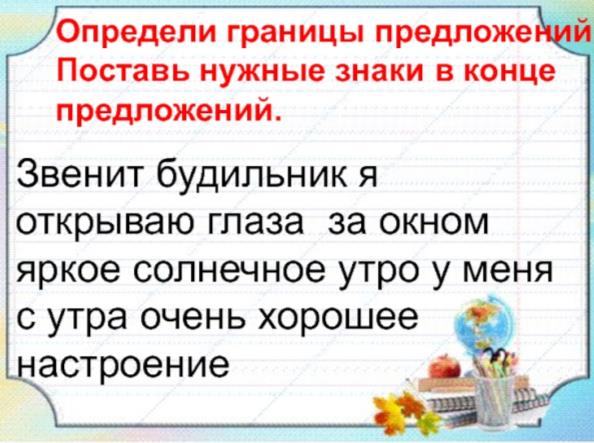 Определи границы предложений
Поставь нужные знаки в конце
предложений.
Звенит будильник я
открываю глаза за окном
яркое солнечное утро у меня
с утра очень хорошее
настроение